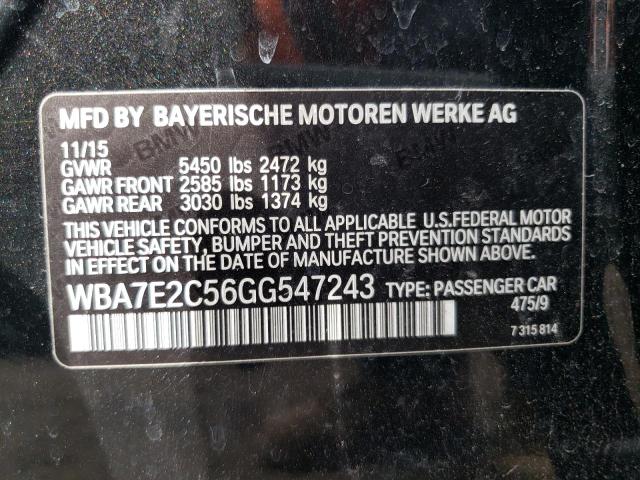 MFD BY BAYERISCHE MOTOREN WERKE AG
11/15
GVWR 5450 lbs 2472 kg
GAWR FRONT 2585 lbs 1173 kg
GAWR REAR 3030 lbs 1374 kg
THIS VEHICLE CONFORMS TO ALL APPLICABLE U.S.FEDERAL MOTOR
VEHICLE SAFETY, BUMPER AND THEFT PREVENTION STANDARDS
IN EFFECT ON THE DATE OF MANUFACTURE SHOWN ABOVE.
WBA7E2C56GG547243 TYPE: PASSENGER CAR
475/9
7 315 814
BMW BMW BMW